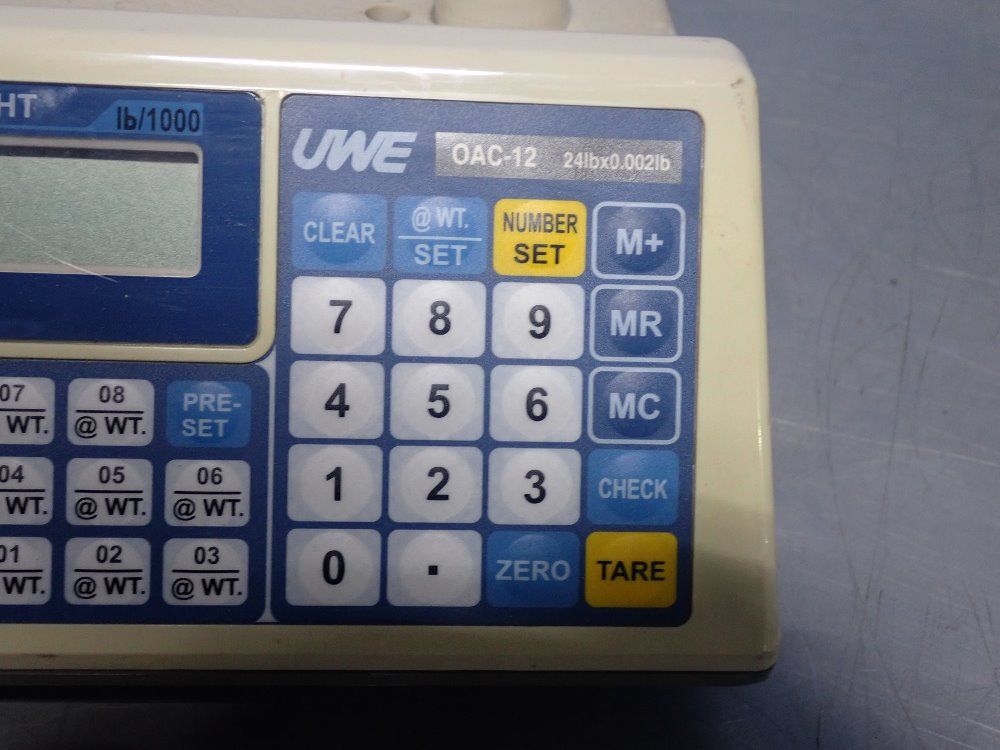 HT
lb/1000
UWE
OAC-12 24lbx0.002lb
CLEAR
@ WT.
SET
NUMBER
SET
M+
7 8 9 MR
4 5 6 MC
1 2 3 CHECK
0 . ZERO TARE
07
WT.
08
@ WT.
PRE-
SET
04
WT.
05
@ WT.
06
@ WT.
01
WT.
02
@ WT.
03
@ WT.